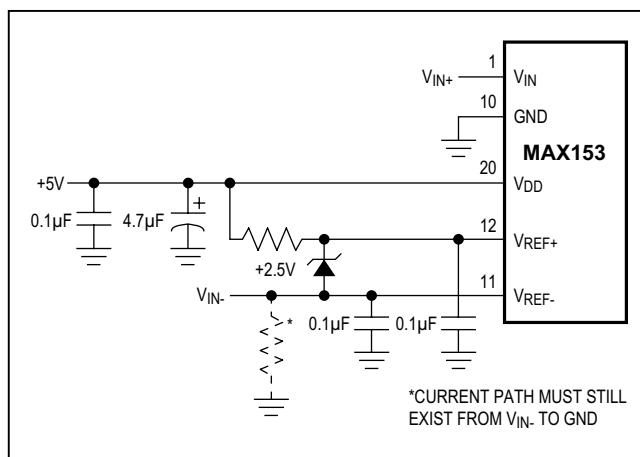 1
VIN+
VIN
10
GND
MAX153
20
+5V
VDD
0.1µF
4.7µF
+
12
VREF+
+2.5V
11
VIN-
VREF-
*
0.1µF
0.1µF
*CURRENT PATH MUST STILL
EXIST FROM VIN- TO GND